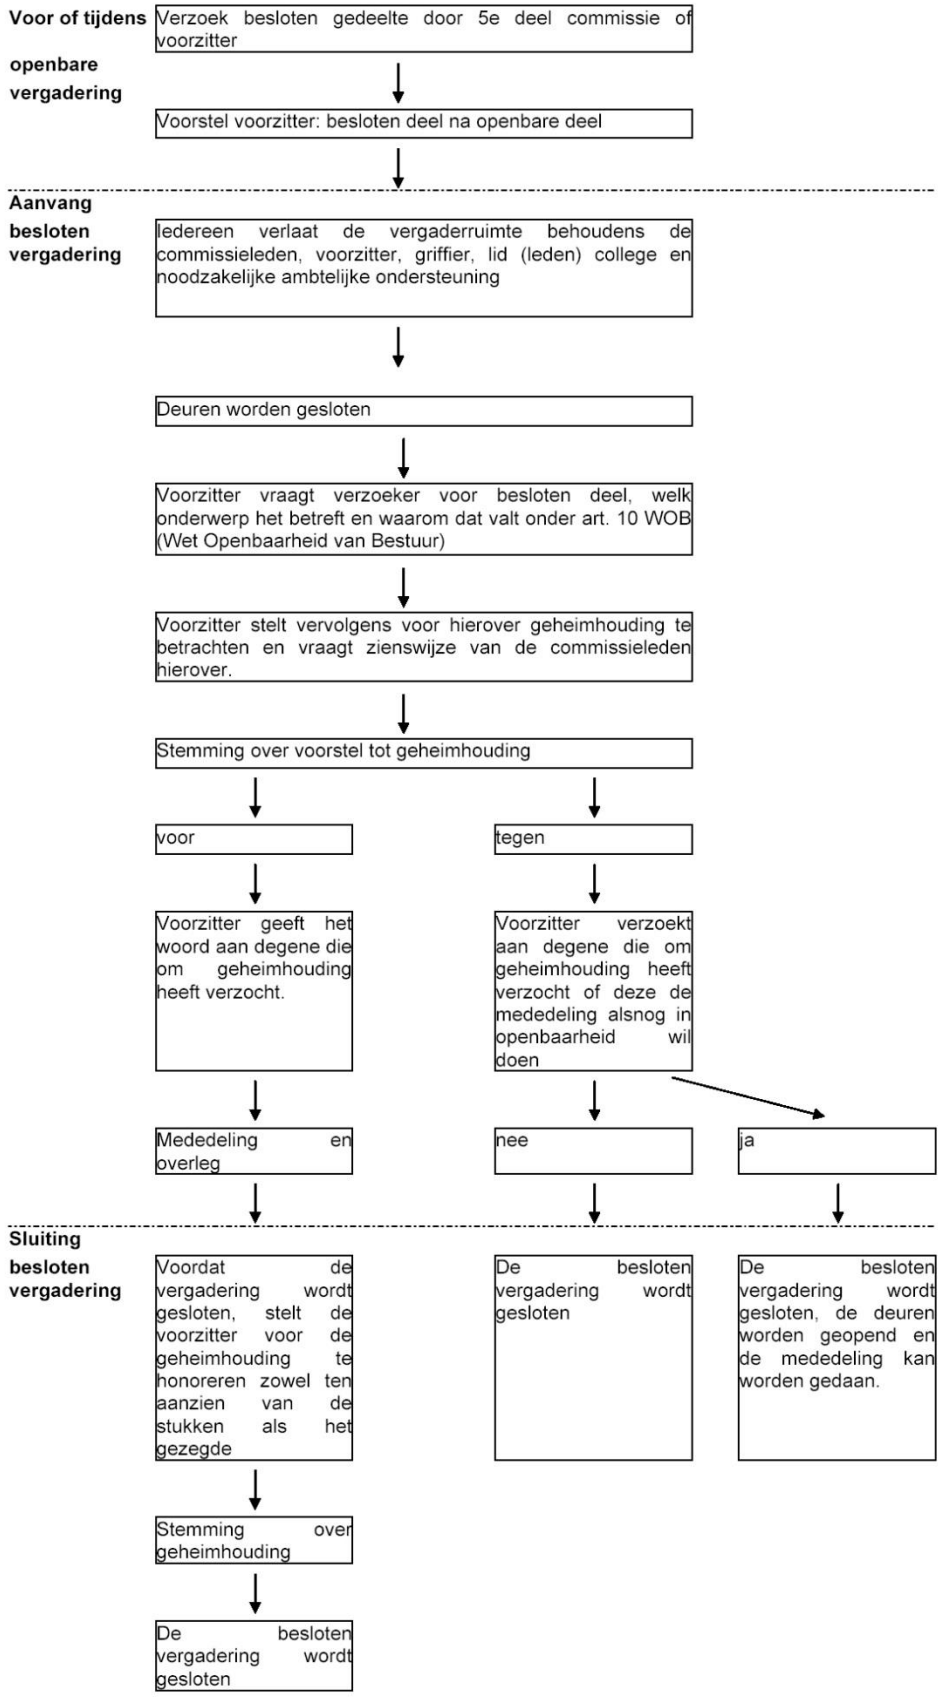 Voor of tijdens
openbare
vergadering
Verzoek besloten gedeelte door 5e deel commissie of
voorzitter
Voorstel voorzitter: besloten deel na openbare deel
Aanvang
besloten
vergadering
Iedereen verlaat de vergaderruimte behoudens de
commissieleden, voorzitter, griffier, lid (leden) college en
noodzakelijke ambtelijke ondersteuning
Deuren worden gesloten
Voorzitter vraagt verzoeker voor besloten deel, welk
onderwerp het betreft en waarom dat valt onder art. 10 WOB
(Wet Openbaarheid van Bestuur)
Voorzitter stelt vervolgens voor hierover geheimhouding te
betrachten en vraagt zienswijze van de commissieleden
hierover.
Stemming over voorstel tot geheimhouding
voor
tegen
Voorzitter geeft het
woord aan degene die
om geheimhouding
heeft verzocht.
Voorzitter verzoekt
aan degene die om
geheimhouding heeft
verzocht of deze de
mededeling alsnog in
openbaarheid wil
doen
Mededeling en
overleg
nee
ja
Sluiting
besloten
vergadering
Voordat de
vergadering wordt
gesloten, stelt de
voorzitter voor de
geheimhouding te
honoreren zowel ten
aanzien van de
stukken als het
gezegde
De besloten
vergadering wordt
gesloten
De besloten
vergadering wordt
gesloten, de deuren
worden geopend en
de mededeling kan
worden gedaan.
Stemming over
geheimhouding
De besloten
vergadering wordt
gesloten